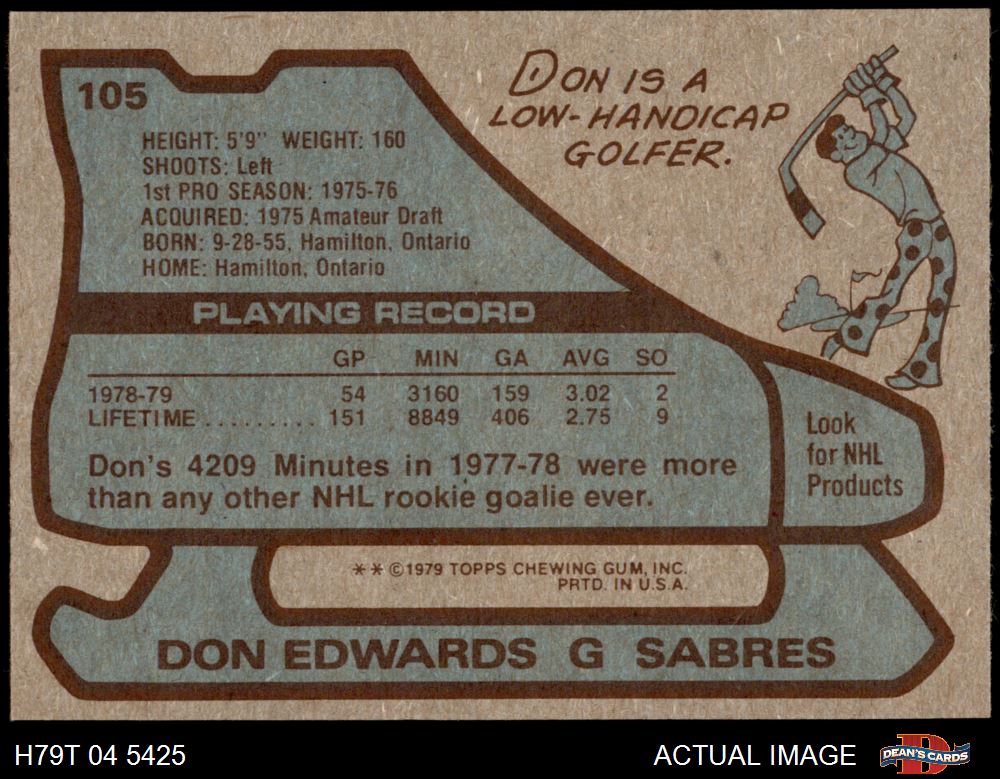 105
DON IS A
LOW-HANDICAP
GOLFER.
HEIGHT: 5'9" WEIGHT: 160
SHOOTS: Left
1st PRO SEASON: 1975-76
ACQUIRED: 1975 Amateur Draft
BORN: 9-28-55, Hamilton, Ontario
HOME: Hamilton, Ontario
PLAYING RECORD
GP MIN GA AVG SO
1978-79 54 3160 159 3.02 2
LIFETIME ......... 151 8849 406 2.75 9
Don's 4209 Minutes in 1977-78 were more
than any other NHL rookie goalie ever.
Look
for NHL
Products
** ©1979 TOPPS CHEWING GUM, INC.
PRTD. IN U.S.A.
DON EDWARDS G SABRES
H79T 04 5425 ACTUAL IMAGE D DEAN'S CARDS